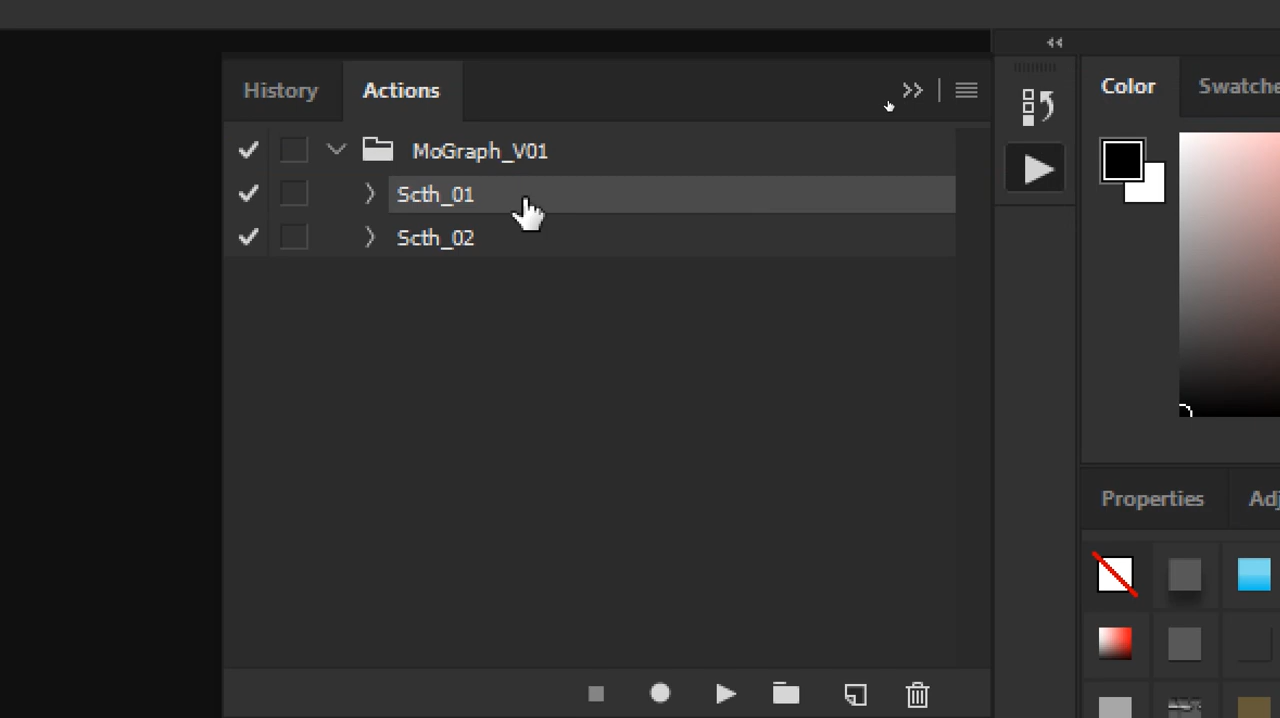 History Actions
Color Swatche
MoGraph_V01
Scth_01
Scth_02
Properties Adj